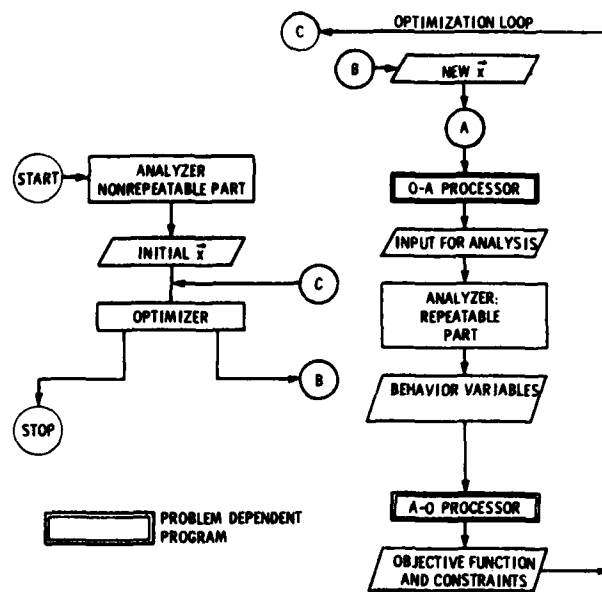 OPTIMIZATION LOOP
C
B
NEW x⃗
A
START
ANALYZER
NONREPEATABLE PART
O-A PROCESSOR
INITIAL x⃗
INPUT FOR ANALYSIS
C
OPTIMIZER
ANALYZER:
REPEATABLE
PART
B
BEHAVIOR VARIABLES
STOP
A-O PROCESSOR
PROBLEM DEPENDENT
PROGRAM
OBJECTIVE FUNCTION
AND CONSTRAINTS